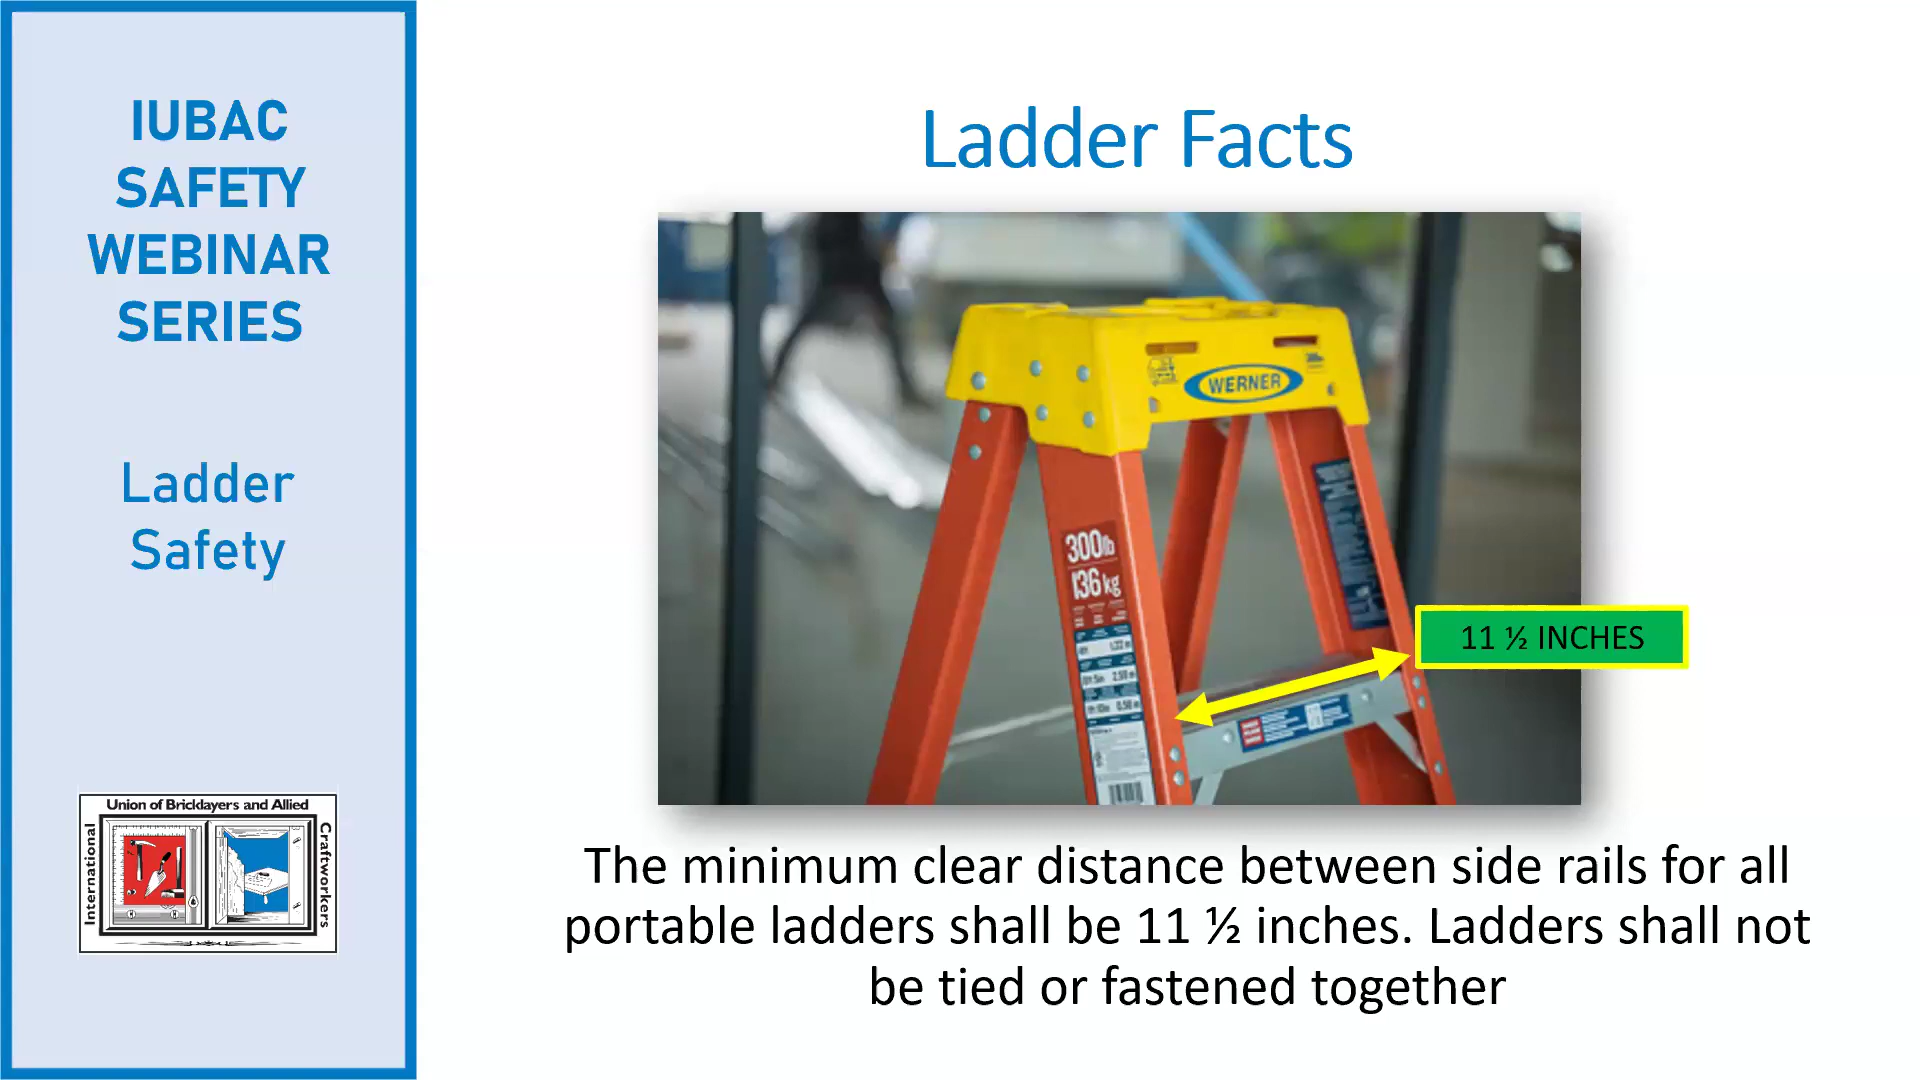 IUBAC
SAFETY
WEBINAR
SERIES
Ladder
Safety
Union of Bricklayers and Allied
International
Craftworkers
Ladder Facts
WERNER
300lb
136 kg
11 ½ INCHES
The minimum clear distance between side rails for all
portable ladders shall be 11 ½ inches. Ladders shall not
be tied or fastened together